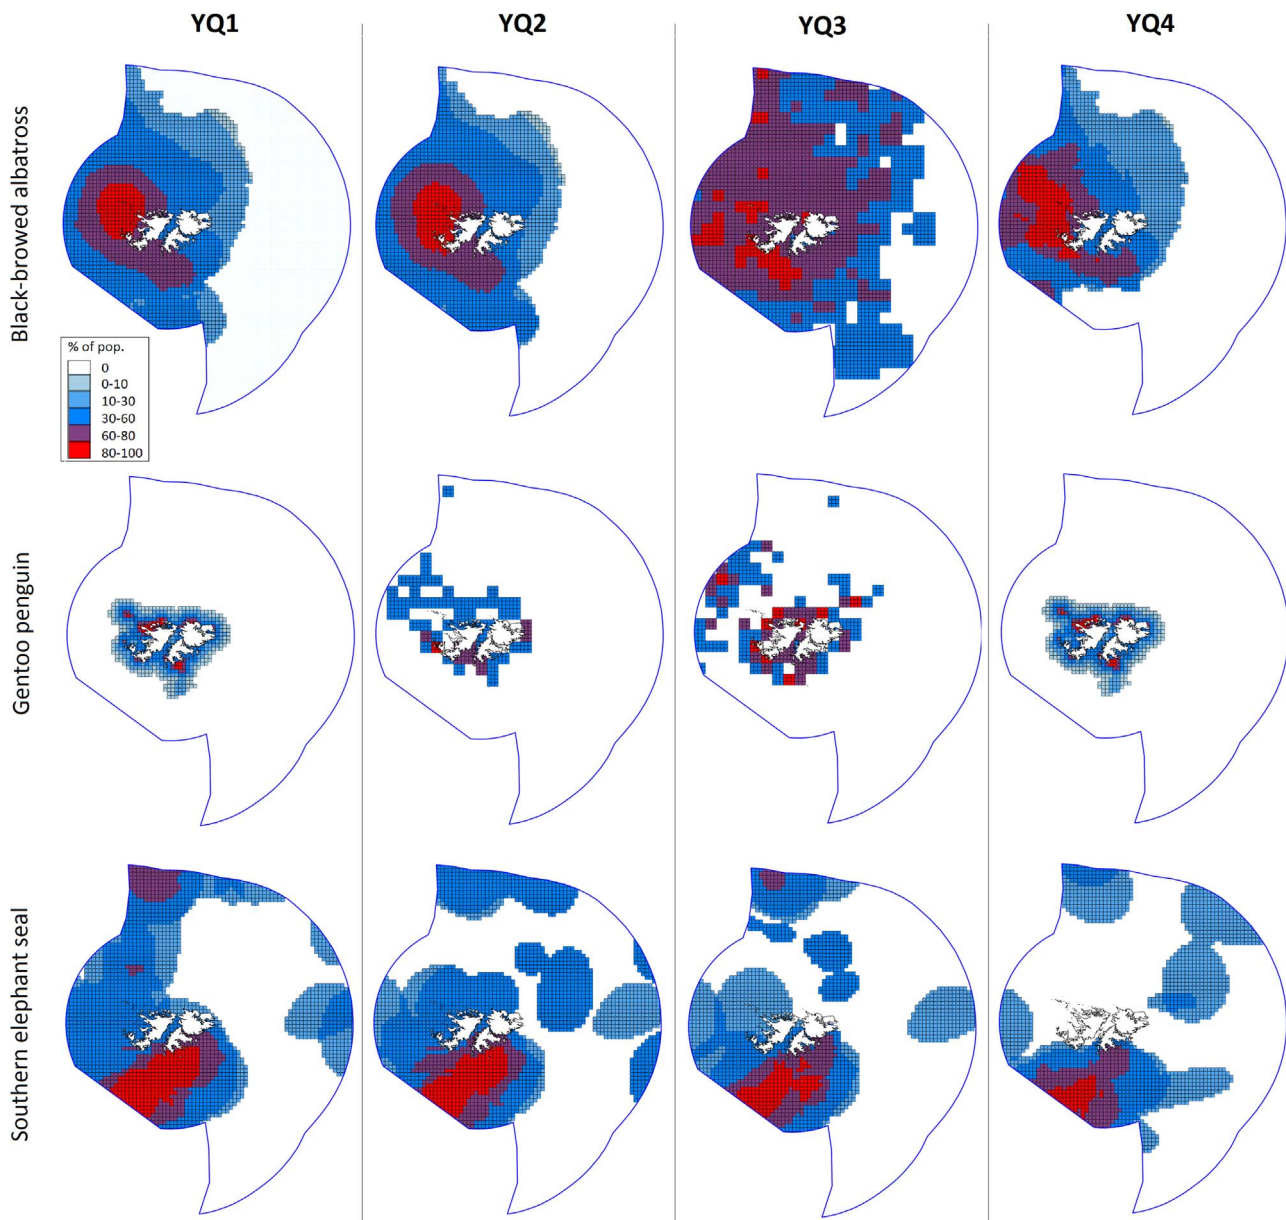 YQ1 YQ2 YQ3 YQ4
Black-browed albatross
% of pop.
0
0-10
10-30
30-60
60-80
80-100
Gentoo penguin
Southern elephant seal